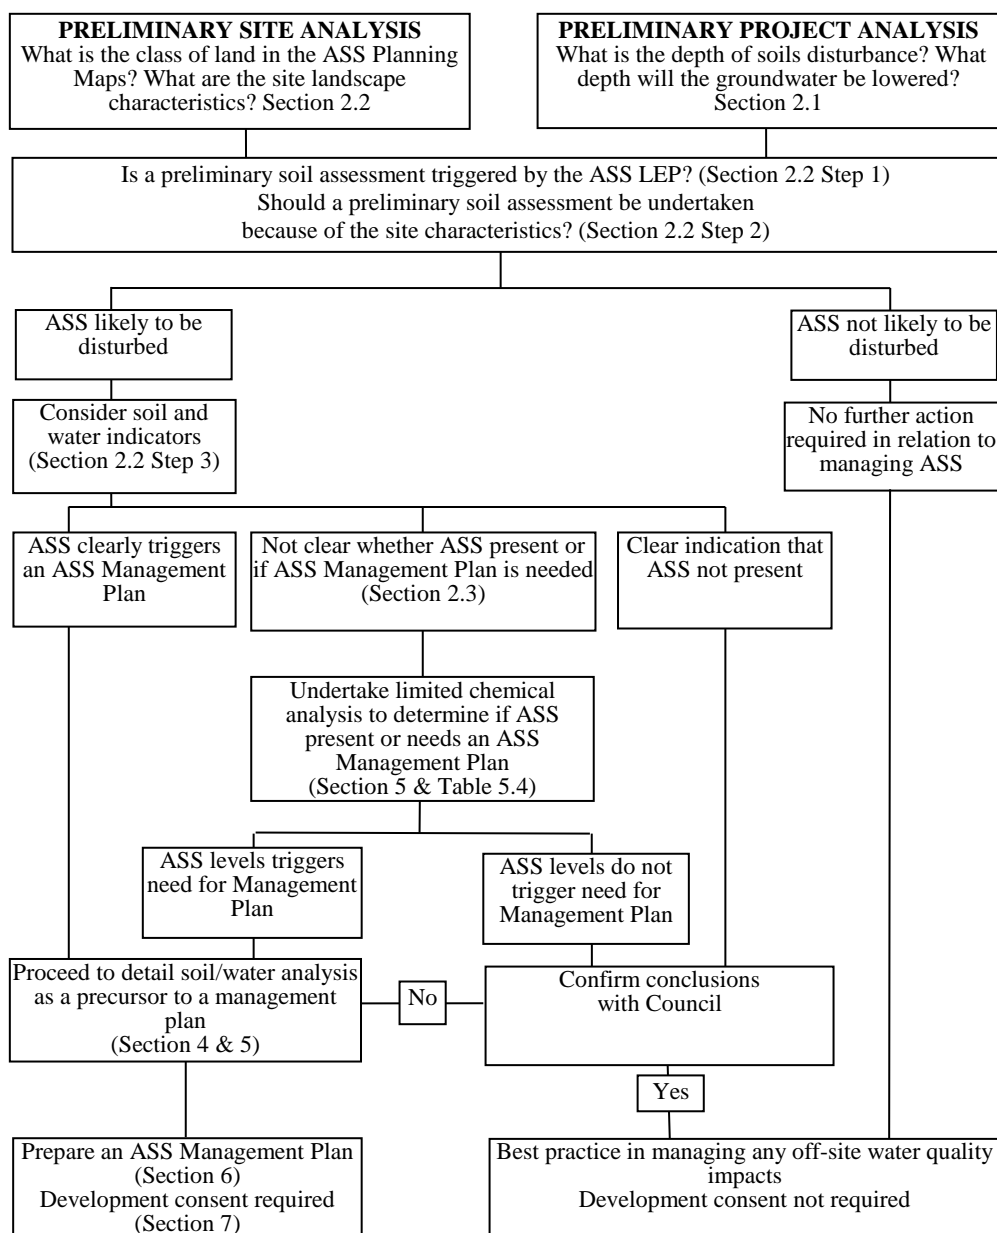 PRELIMINARY SITE ANALYSIS
What is the class of land in the ASS Planning
Maps? What are the site landscape
characteristics? Section 2.2
PRELIMINARY PROJECT ANALYSIS
What is the depth of soils disturbance? What
depth will the groundwater be lowered?
Section 2.1
Is a preliminary soil assessment triggered by the ASS LEP? (Section 2.2 Step 1)
Should a preliminary soil assessment be undertaken
because of the site characteristics? (Section 2.2 Step 2)
ASS likely to be
disturbed
ASS not likely to be
disturbed
Consider soil and
water indicators
(Section 2.2 Step 3)
No further action
required in relation to
managing ASS
ASS clearly triggers
an ASS Management
Plan
Not clear whether ASS present or
if ASS Management Plan is needed
(Section 2.3)
Clear indication that
ASS not present
Undertake limited chemical
analysis to determine if ASS
present or needs an ASS
Management Plan
(Section 5 & Table 5.4)
ASS levels triggers
need for Management
Plan
ASS levels do not
trigger need for
Management Plan
Proceed to detail soil/water analysis
as a precursor to a management
plan
(Section 4 & 5)
No
Confirm conclusions
with Council
Yes
Prepare an ASS Management Plan
(Section 6)
Development consent required
(Section 7)
Best practice in managing any off-site water quality
impacts
Development consent not required